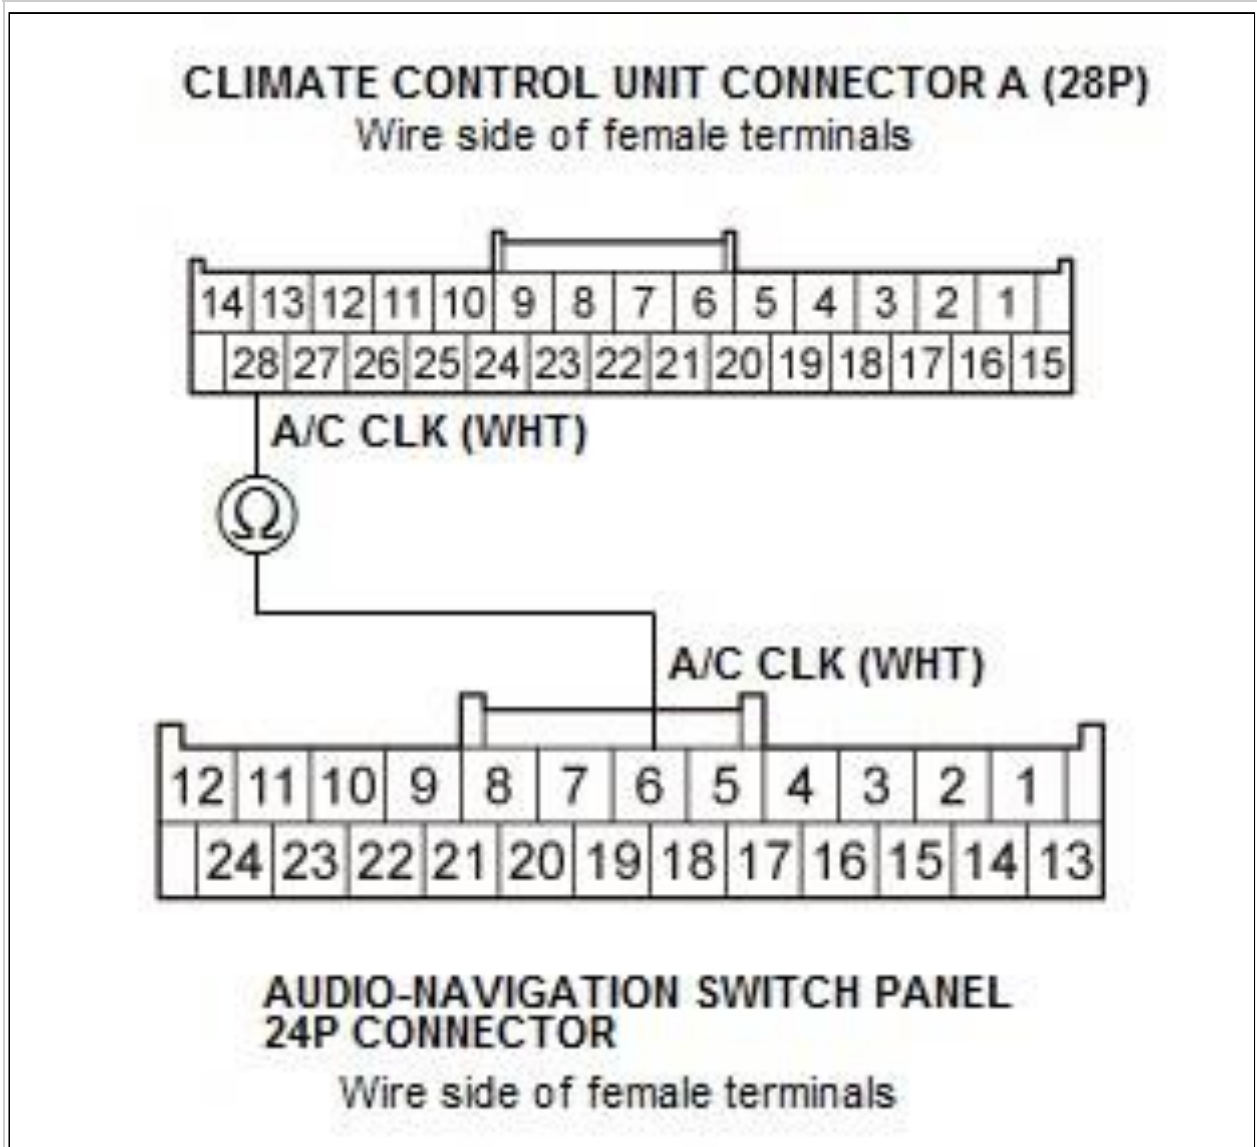 CLIMATE CONTROL UNIT CONNECTOR A (28P)
Wire side of female terminals
14 13 12 11 10 9 8 7 6 5 4 3 2 1
28 27 26 25 24 23 22 21 20 19 18 17 16 15
A/C CLK (WHT)
Ω
A/C CLK (WHT)
12 11 10 9 8 7 6 5 4 3 2 1
24 23 22 21 20 19 18 17 16 15 14 13
AUDIO-NAVIGATION SWITCH PANEL
24P CONNECTOR
Wire side of female terminals